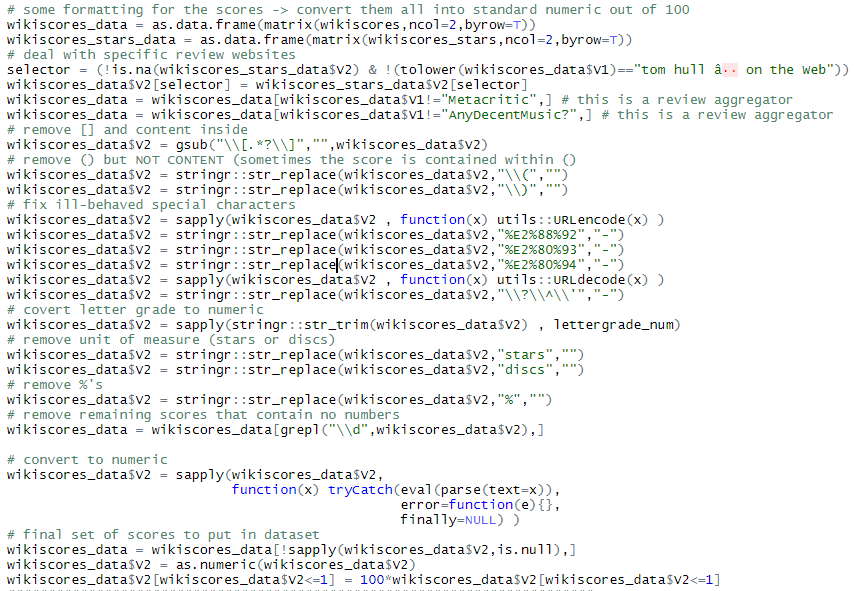 # some formatting for the scores -> convert them all into standard numeric out of 100
wikiscores_data = as.data.frame(matrix(wikiscores,ncol=2,byrow=T))
wikiscores_stars_data = as.data.frame(matrix(wikiscores_stars,ncol=2,byrow=T))
# deal with specific review websites
selector = (!is.na(wikiscores_stars_data$V2) & !(tolower(wikiscores_data$V1)=="tom hull â·· on the Web"))
wikiscores_data$V2[selector] = wikiscores_stars_data$V2[selector]
wikiscores_data = wikiscores_data[wikiscores_data$V1!="Metacritic",] # this is a review aggregator
wikiscores_data = wikiscores_data[wikiscores_data$V1!="AnyDecentMusic?",] # this is a review aggregator
# remove [] and content inside
wikiscores_data$V2 = gsub("\\[.*?\\]","",wikiscores_data$V2)
# remove () but NOT CONTENT (sometimes the score is contained within ()
wikiscores_data$V2 = stringr::str_replace(wikiscores_data$V2,"\\(","")
wikiscores_data$V2 = stringr::str_replace(wikiscores_data$V2,"\\)","")
# fix ill-behaved special characters
wikiscores_data$V2 = sapply(wikiscores_data$V2 , function(x) utils::URLencode(x) )
wikiscores_data$V2 = stringr::str_replace(wikiscores_data$V2,"%E2%88%92","-")
wikiscores_data$V2 = stringr::str_replace(wikiscores_data$V2,"%E2%80%93","-")
wikiscores_data$V2 = stringr::str_replace(wikiscores_data$V2,"%E2%80%94","-")
wikiscores_data$V2 = sapply(wikiscores_data$V2 , function(x) utils::URLdecode(x) )
wikiscores_data$V2 = stringr::str_replace(wikiscores_data$V2,"\\?\\^\\'","-")
# covert letter grade to numeric
wikiscores_data$V2 = sapply(stringr::str_trim(wikiscores_data$V2) , lettergrade_num)
# remove unit of measure (stars or discs)
wikiscores_data$V2 = stringr::str_replace(wikiscores_data$V2,"stars","")
wikiscores_data$V2 = stringr::str_replace(wikiscores_data$V2,"discs","")
# remove %'s
wikiscores_data$V2 = stringr::str_replace(wikiscores_data$V2,"%","")
# remove remaining scores that contain no numbers
wikiscores_data = wikiscores_data[grepl("\\d",wikiscores_data$V2),]
# convert to numeric
wikiscores_data$V2 = sapply(wikiscores_data$V2,
function(x) tryCatch(eval(parse(text=x)),
error=function(e){},
finally=NULL) )
# final set of scores to put in dataset
wikiscores_data = wikiscores_data[!sapply(wikiscores_data$V2,is.null),]
wikiscores_data$V2 = as.numeric(wikiscores_data$V2)
wikiscores_data$V2[wikiscores_data$V2<=1] = 100*wikiscores_data$V2[wikiscores_data$V2<=1]